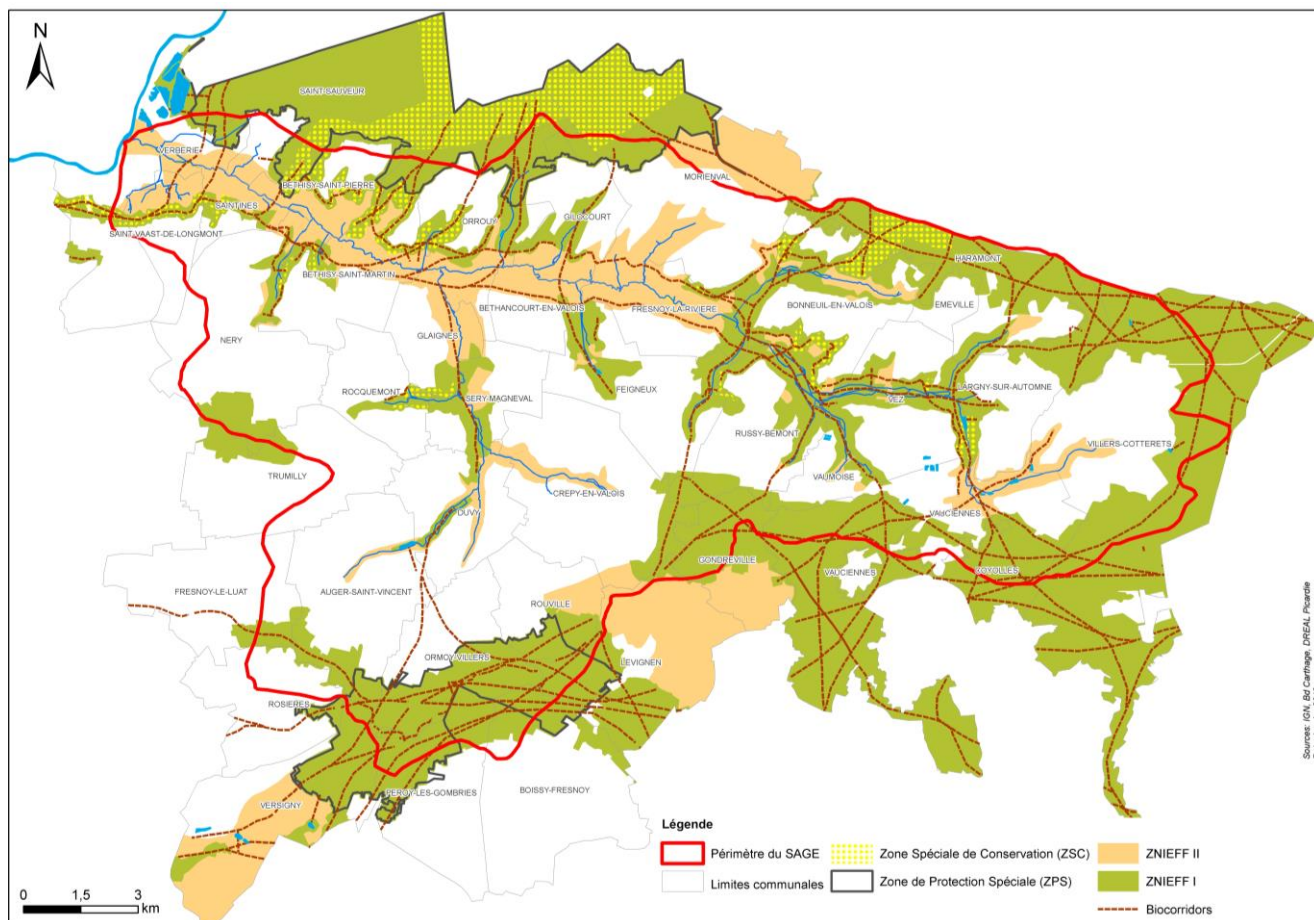 N
SAINT-SAUVEUR
VERBERIE
MORIENVAL
BETHISY-SAINT-PIERRE
SAINTINES
ORROUY
GILOCOURT
SAINT-VAAST-DE-LONGMONT
HARAMONT
BETHISY-SAINT-MARTIN
BONNEUIL-EN-VALOIS
EMEVILLE
BETHANCOURT-EN-VALOIS
FRESNOY-LA-RIVIERE
GLAIGNES
NERY
LARGNY-SUR-AUTOMNE
ROCQUEMONT
FEIGNEUX
SERY-MAGNEVAL
VEZ
RUSSY-BEMONT
VILLERS-COTTERETS
TRUMILLY
VAUMOISE
CREPY-EN-VALOIS
DUVY
VAUCIENNES
GONDREVILLE
VAUCIENNES
COYOLLES
FRESNOY-LE-LUAT
AUGER-SAINT-VINCENT
ROUVILLE
ORMOY-VILLERS
LEVIGNEN
ROSIERES
PEROY-LES-GOMBRIES
BOISSY-FRESNOY
VERSIGNY
Sources: IGN, Bd Carthage, DREAL Picardie
Légende
Périmètre du SAGE
Zone Spéciale de Conservation (ZSC)
ZNIEFF II
Limites communales
Zone de Protection Spéciale (ZPS)
ZNIEFF I
Biocorridors
0 1,5 3
km